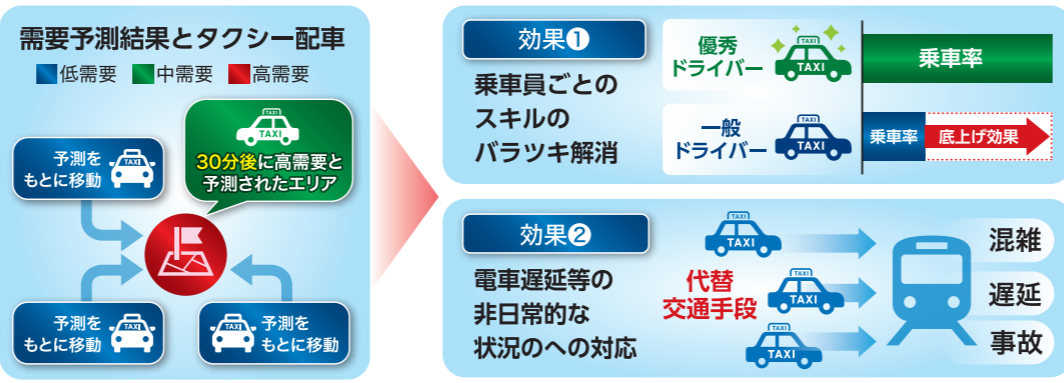 需要予測結果とタクシー配車
低需要 中需要 高需要
TAXI
TAXI
30分後に高需要と
予測されたエリア
予測を
もとに移動
TAXI
予測を
もとに移動
TAXI
予測を
もとに移動
TAXI
効果❶
乗車員ごとの
スキルの
バラツキ解消
優秀
ドライバー
TAXI
TAXI
乗車率
一般
ドライバー
TAXI
TAXI
乗車率
底上げ効果
効果❷
電車遅延等の
非日常的な
状況のへの対応
代替
交通手段
TAXI
TAXI
TAXI
TAXI
TAXI
TAXI
混雑
遅延
事故